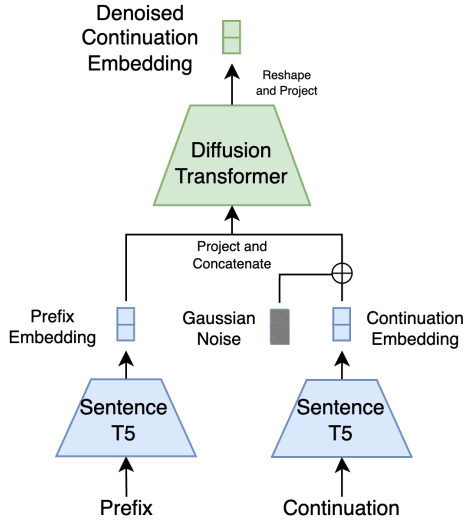 Denoised
Continuation
Embedding
Reshape
and Project
Diffusion
Transformer
Project and
Concatenate
Prefix
Embedding
Gaussian
Noise
Continuation
Embedding
Sentence
T5
Sentence
T5
Prefix
Continuation